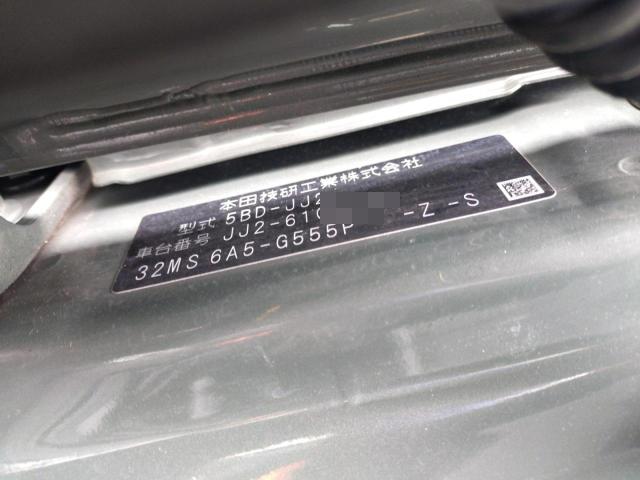 本田技研工業株式会社
型式 5BD-JJ2
車台番号 JJ2-610
32MS 6A5-G555P -Z -S